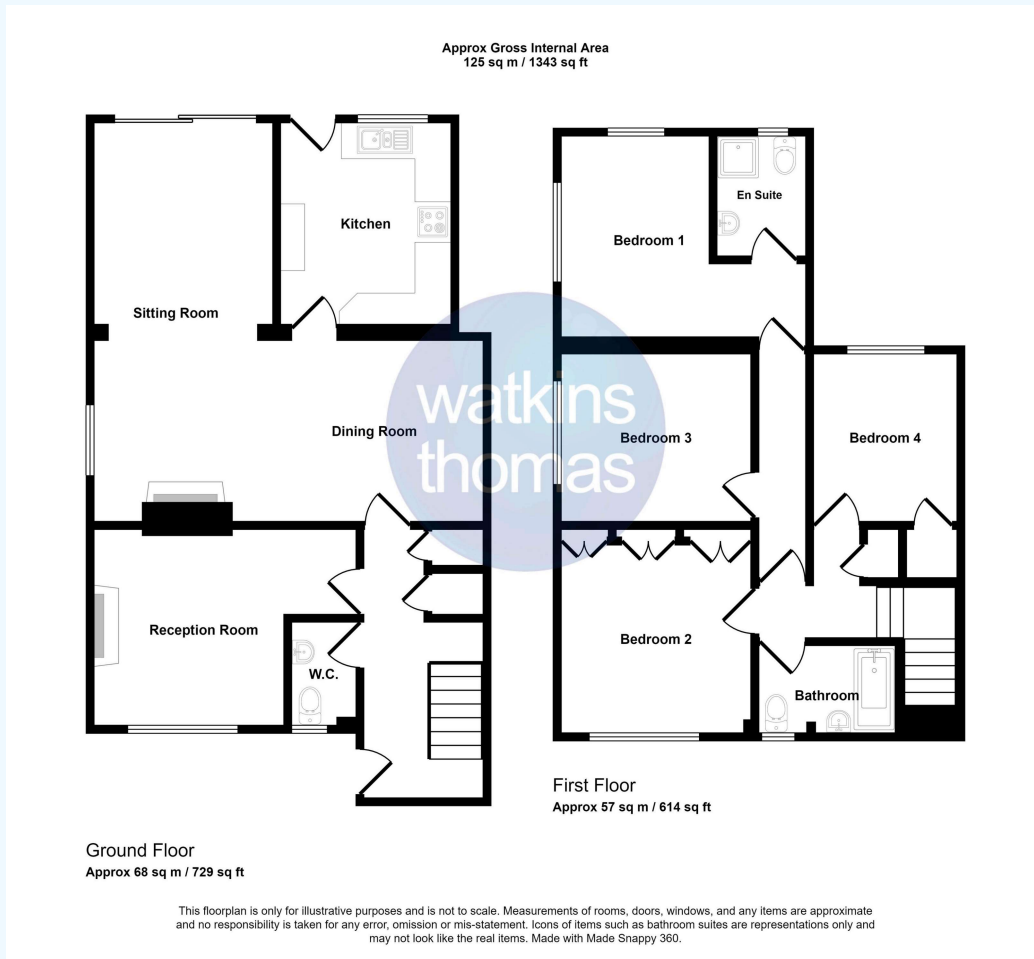 Approx Gross Internal Area
125 sq m / 1343 sq ft
Kitchen
Sitting Room
Dining Room
Reception Room
W.C.
En Suite
Bedroom 1
Bedroom 3
Bedroom 4
Bedroom 2
Bathroom
watkins
thomas
First Floor
Approx 57 sq m / 614 sq ft
Ground Floor
Approx 68 sq m / 729 sq ft
This floorplan is only for illustrative purposes and is not to scale. Measurements of rooms, doors, windows, and any items are approximate
and no responsibility is taken for any error, omission or mis-statement. Icons of items such as bathroom suites are representations only and
may not look like the real items. Made with Made Snappy 360.